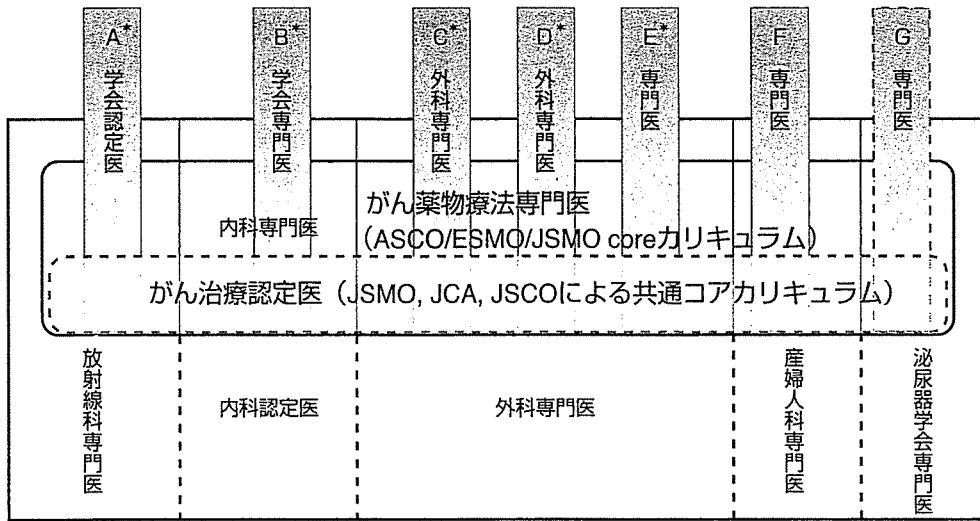 A*学会認定医
B*学会専門医
C*外科専門医
D*外科専門医
E*専門医
F 専門医
G 専門医
内科専門医
がん薬物療法専門医
（ASCO/ESMO/JSMO coreカリキュラム）
がん治療認定医（JSMO, JCA, JSCOによる共通コアカリキュラム）
放射線科専門医
内科認定医
外科専門医
産婦人科専門医
泌尿器学会専門医